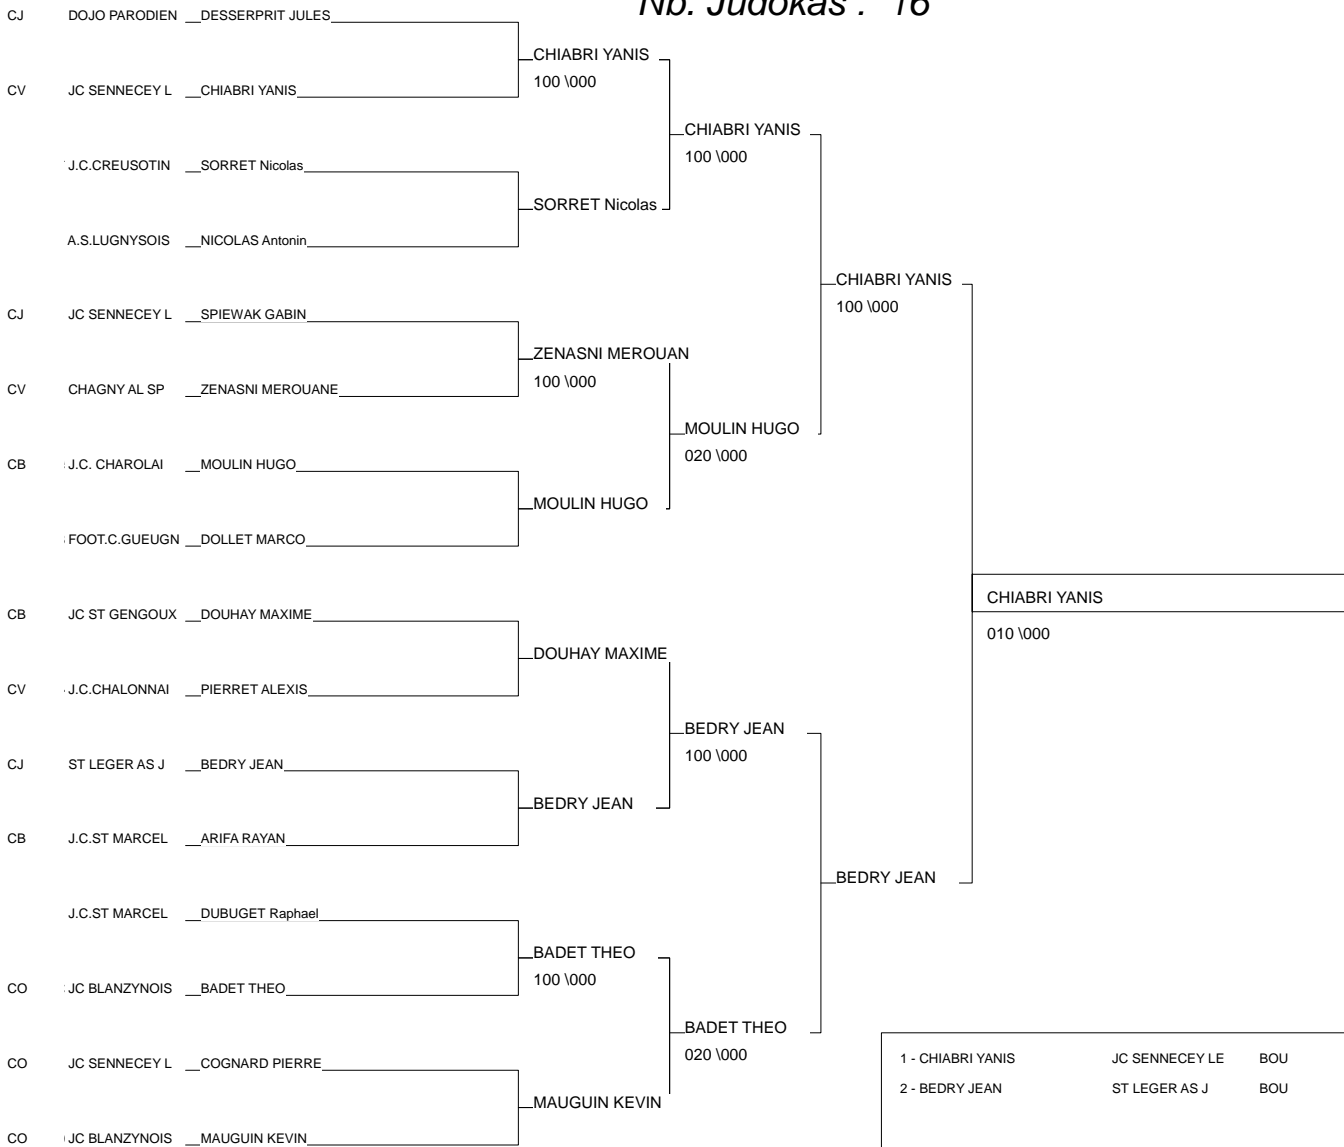 Nb. Judokas : 16
CJ DOJO PARODIEN DESSERPRIT JULES
CHIABRI YANIS
100 \000
CV JC SENNECEY L CHIABRI YANIS
CHIABRI YANIS
100 \000
J.C.CREUSOTIN SORRET Nicolas
SORRET Nicolas
A.S.LUGNYSOIS NICOLAS Antonin
CHIABRI YANIS
100 \000
CJ JC SENNECEY L SPIEWAK GABIN
ZENASNI MEROUAN
100 \000
CV CHAGNY AL SP ZENASNI MEROUANE
MOULIN HUGO
020 \000
CB J.C. CHAROLAI MOULIN HUGO
MOULIN HUGO
FOOT.C.GUEUGN DOLLET MARCO
CHIABRI YANIS
010 \000
CB JC ST GENGOUX DOUHAY MAXIME
DOUHAY MAXIME
CV J.C.CHALONNAI PIERRET ALEXIS
BEDRY JEAN
100 \000
CJ ST LEGER AS J BEDRY JEAN
BEDRY JEAN
CB J.C.ST MARCEL ARIFA RAYAN
BEDRY JEAN
J.C.ST MARCEL DUBUGET Raphael
BADET THEO
100 \000
CO JC BLANZYNOIS BADET THEO
BADET THEO
020 \000
CO JC SENNECEY L COGNARD PIERRE
MAUGUIN KEVIN
CO JC BLANZYNOIS MAUGUIN KEVIN
1 - CHIABRI YANIS JC SENNECEY LE BOU
2 - BEDRY JEAN ST LEGER AS J BOU